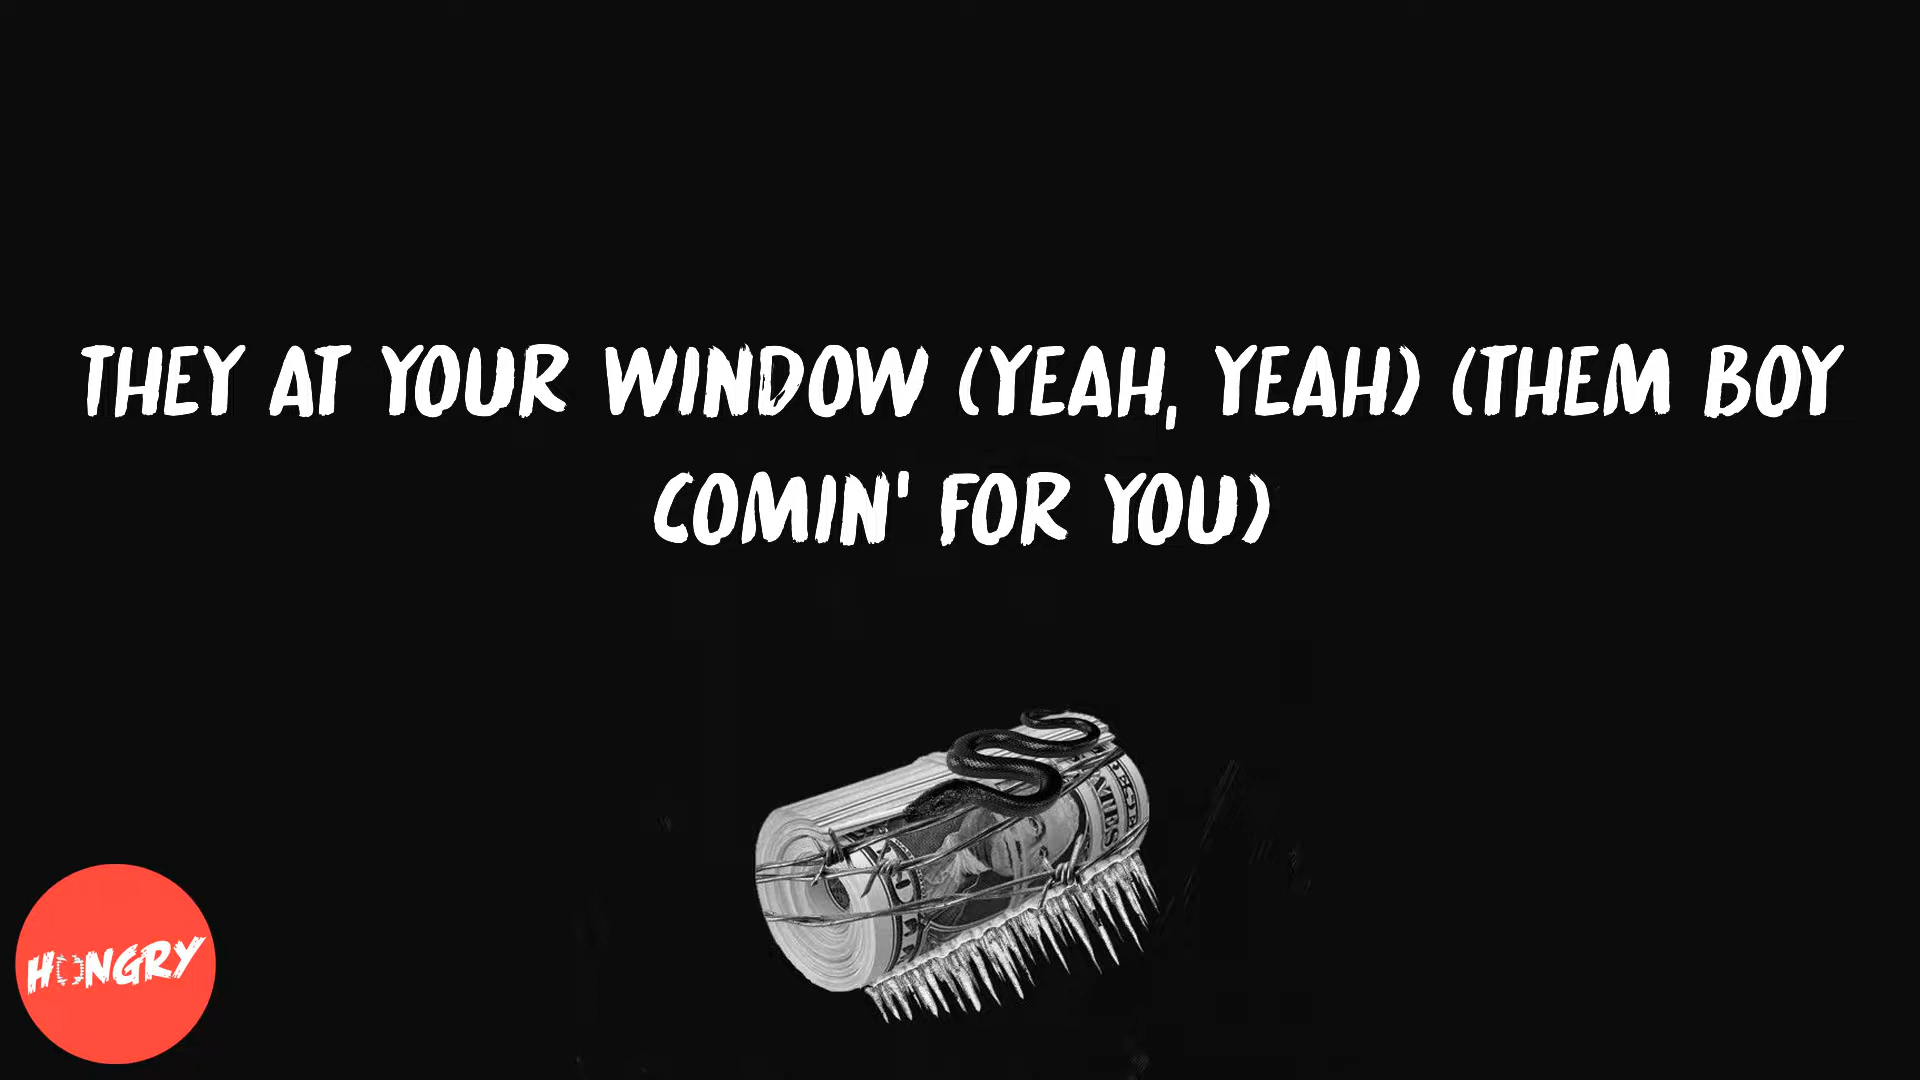 THEY AT YOUR WINDOW (YEAH, YEAH) (THEM BOY
COMIN' FOR YOU)
HUNGRY